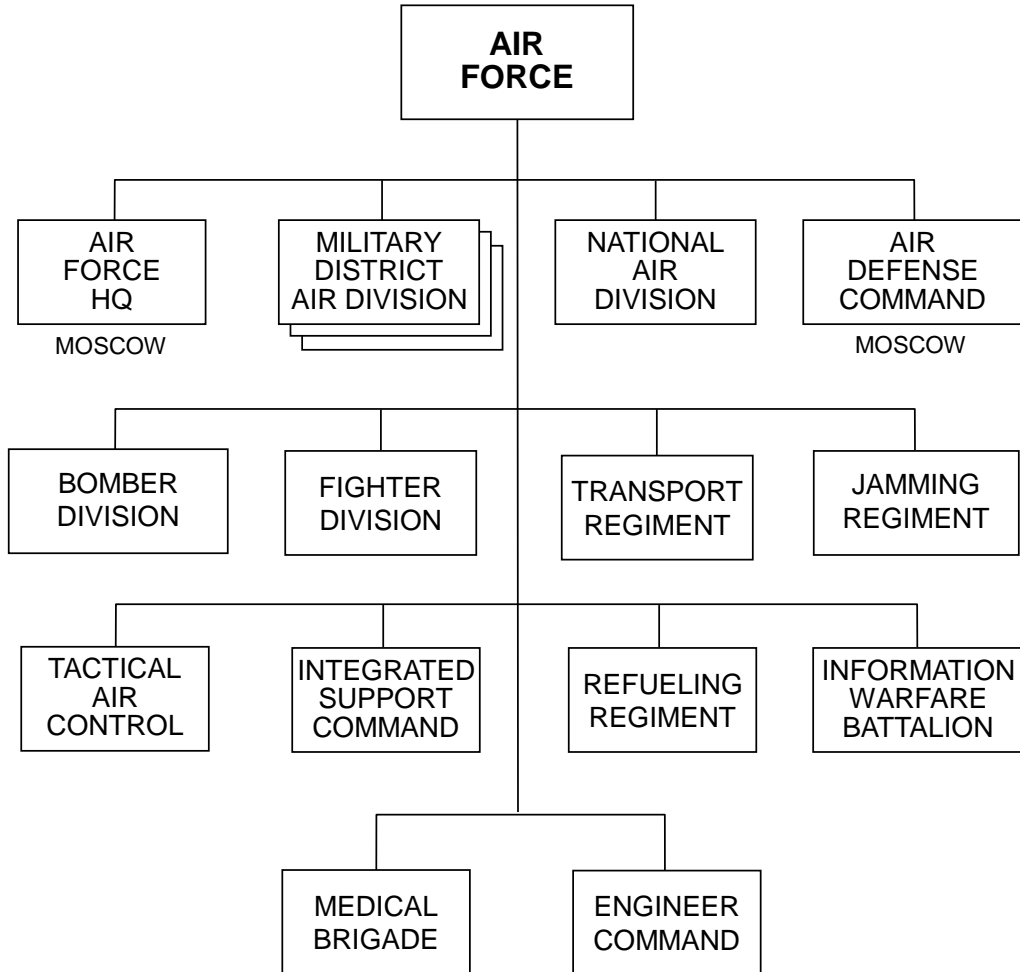 AIR
FORCE
AIR
FORCE
HQ
MOSCOW
MILITARY
DISTRICT
AIR DIVISION
NATIONAL
AIR
DIVISION
AIR
DEFENSE
COMMAND
MOSCOW
BOMBER
DIVISION
FIGHTER
DIVISION
TRANSPORT
REGIMENT
JAMMING
REGIMENT
TACTICAL
AIR
CONTROL
INTEGRATED
SUPPORT
COMMAND
REFUELING
REGIMENT
INFORMATION
WARFARE
BATTALION
MEDICAL
BRIGADE
ENGINEER
COMMAND